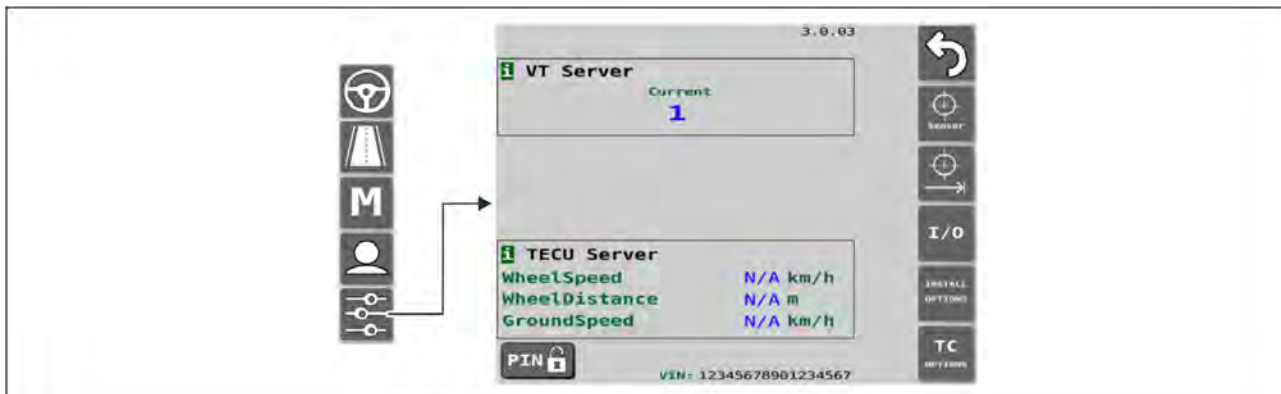 3.0.03
i VT Server
Current
1
M
i TECU Server
WheelSpeed N/A km/h
WheelDistance N/A m
GroundSpeed N/A km/h
PIN
VIN: 12345678901234567
Sensor
I/O
INSTALL
OPTIONS
TC
OPTIONS